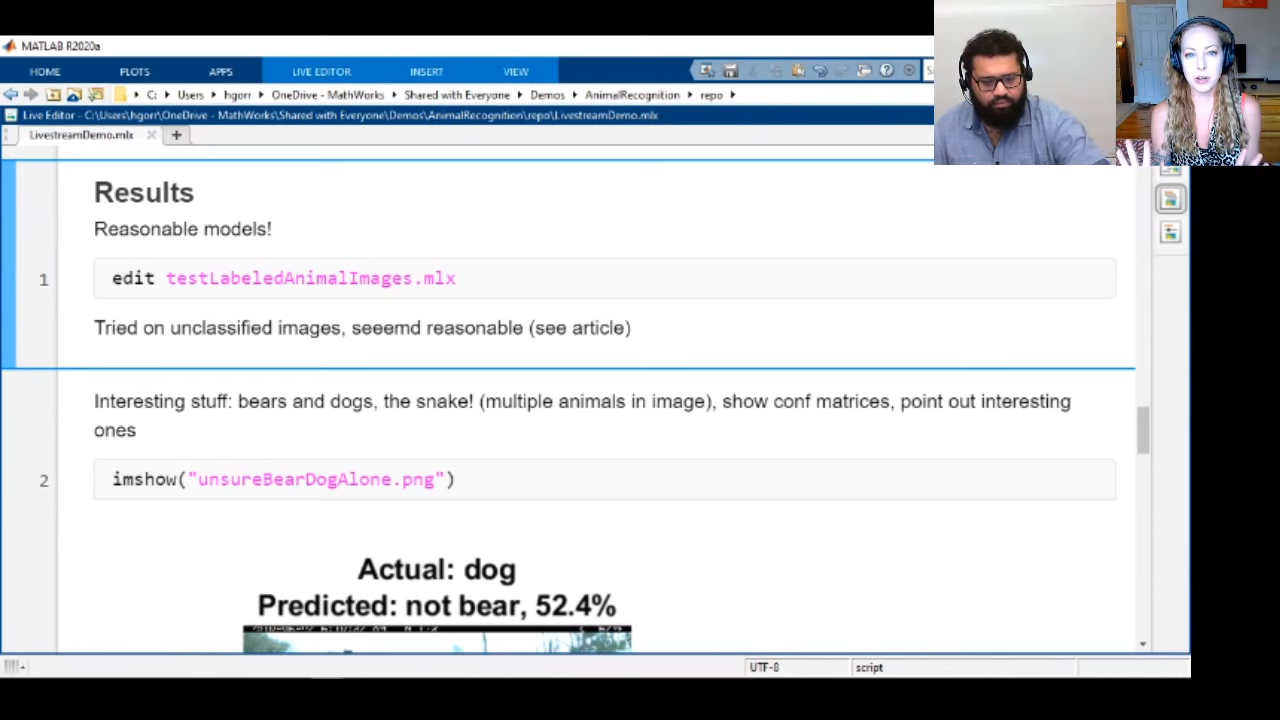 MATLAB R2020a
HOME PLOTS APPS LIVE EDITOR INSERT VIEW
C: Users hgorr OneDrive - MathWorks Shared with Everyone Demos AnimalRecognition repo
Live Editor - C:\Users\hgorr\OneDrive - MathWorks\Shared with Everyone\Demos\AnimalRecognition\repo\LivestreamDemo.mlx
LivestreamDemo.mlx
Results
Reasonable models!
1 edit testLabeledAnimalImages.mlx
Tried on unclassified images, seeemd reasonable (see article)
Interesting stuff: bears and dogs, the snake! (multiple animals in image), show conf matrices, point out interesting
ones
2 imshow("unsureBearDogAlone.png")
Actual: dog
Predicted: not bear, 52.4%
UTF-8 script